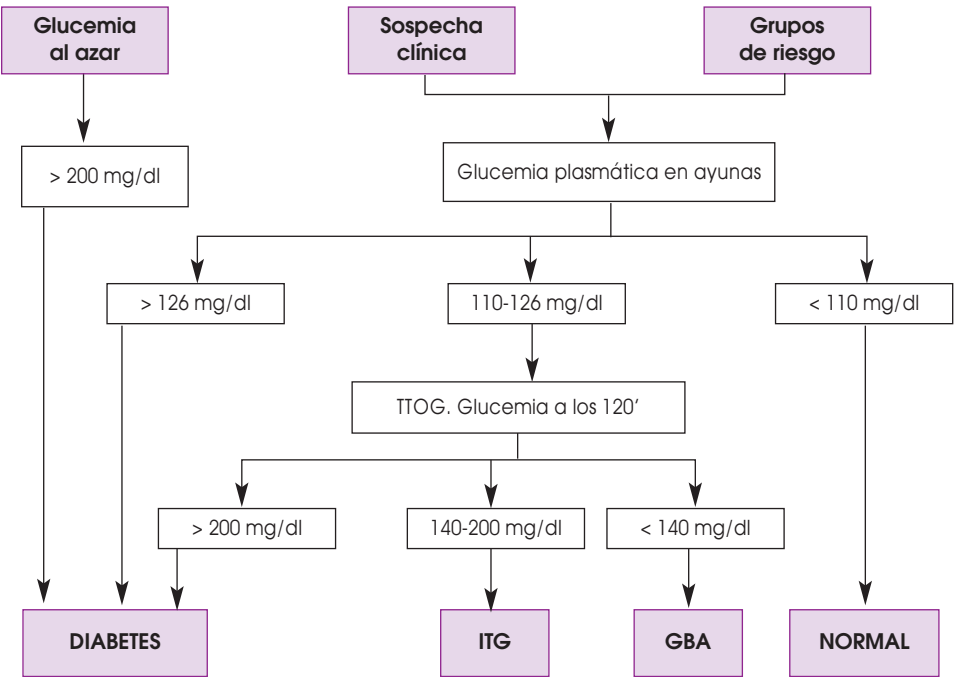 Glucemia
al azar
Sospecha
clínica
Grupos
de riesgo
> 200 mg/dl
Glucemia plasmática en ayunas
> 126 mg/dl
110-126 mg/dl
< 110 mg/dl
TTOG. Glucemia a los 120’
> 200 mg/dl
140-200 mg/dl
< 140 mg/dl
DIABETES
ITG
GBA
NORMAL